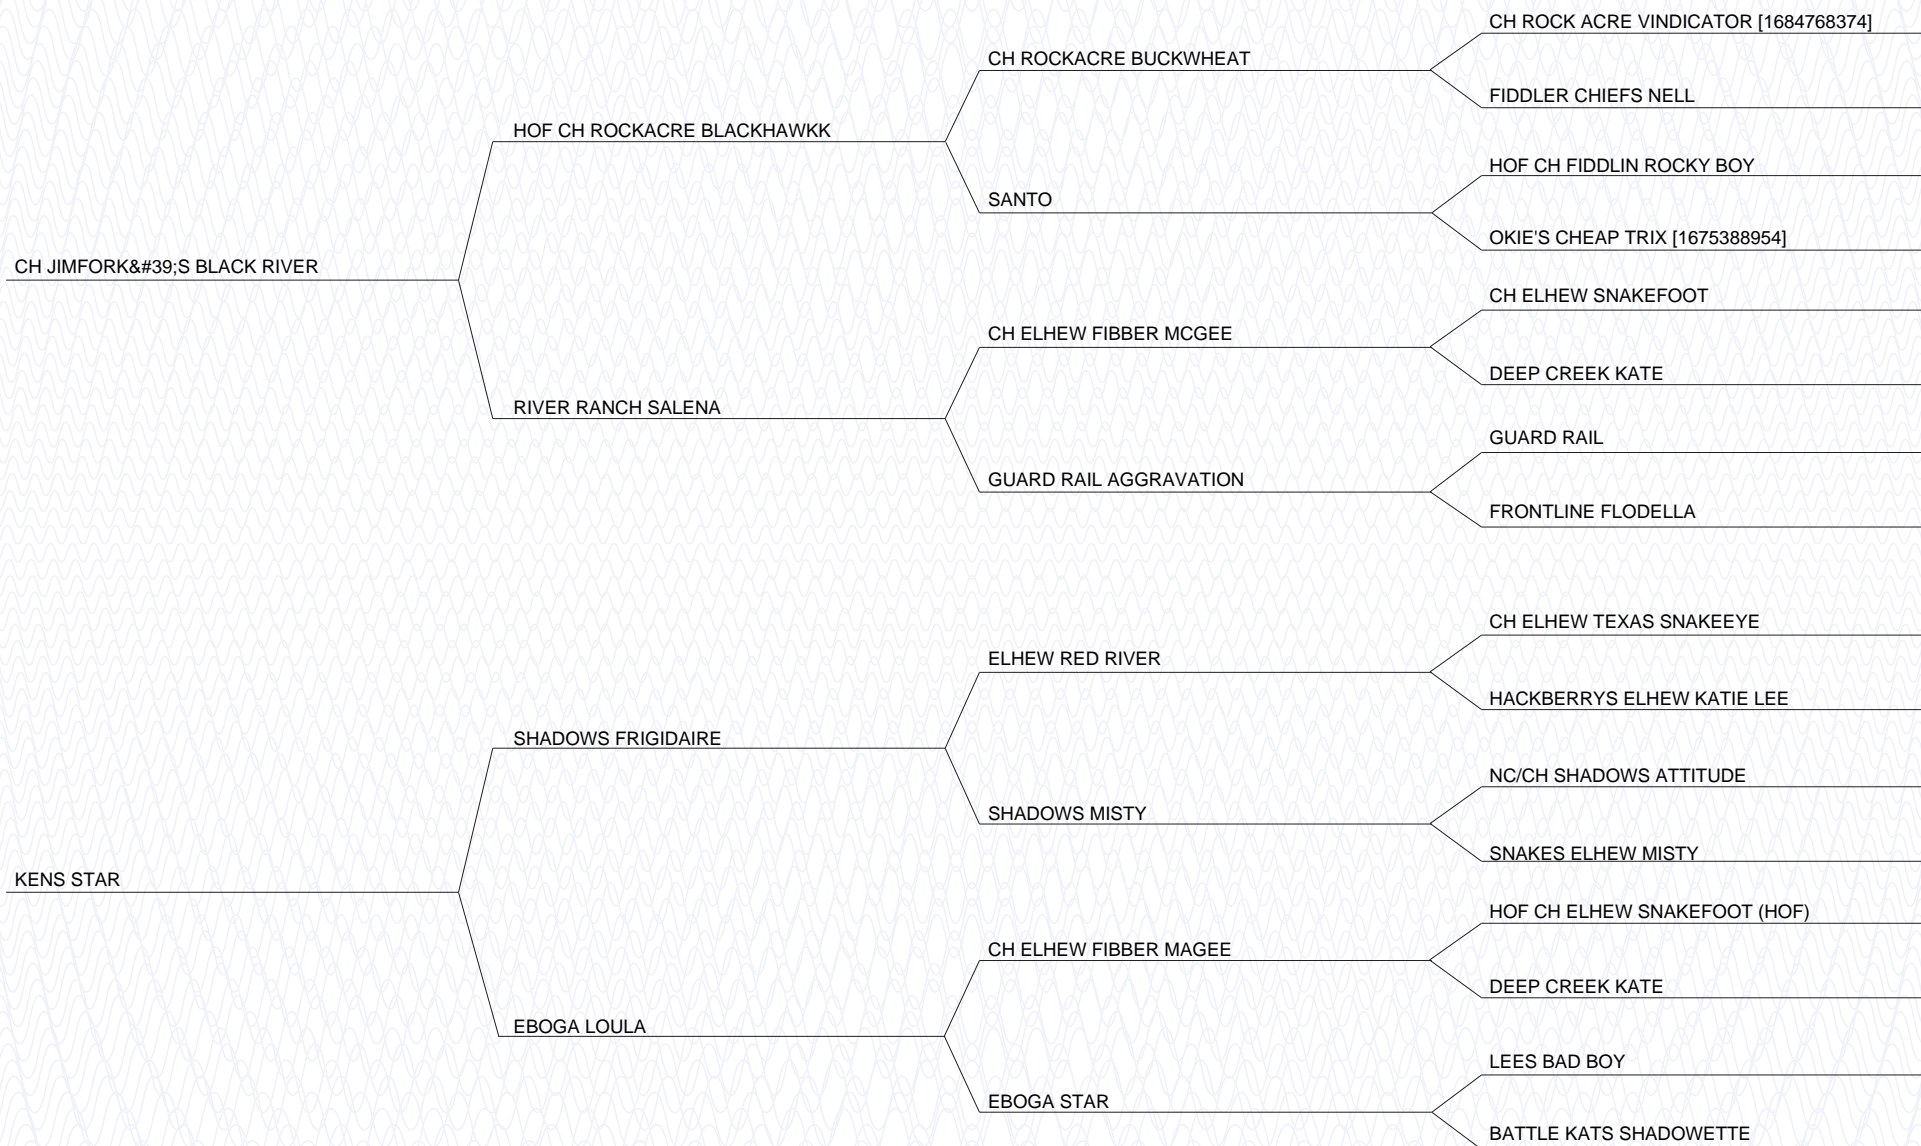 CH ROCK ACRE VINDICATOR [1684768374]
CH ROCKACRE BUCKWHEAT
FIDDLER CHIEFS NELL
HOF CH ROCKACRE BLACKHAWKK
HOF CH FIDDLIN ROCKY BOY
SANTO
OKIE'S CHEAP TRIX [1675388954]
CH JIMFORK&#39;S BLACK RIVER
CH ELHEW SNAKEFOOT
CH ELHEW FIBBER MCGEE
DEEP CREEK KATE
RIVER RANCH SALENA
GUARD RAIL
GUARD RAIL AGGRAVATION
FRONTLINE FLODELLA
CH ELHEW TEXAS SNAKEEYE
ELHEW RED RIVER
HACKBERRYS ELHEW KATIE LEE
SHADOWS FRIGIDAIRE
NC/CH SHADOWS ATTITUDE
SHADOWS MISTY
SNAKES ELHEW MISTY
KENS STAR
HOF CH ELHEW SNAKEFOOT (HOF)
CH ELHEW FIBBER MAGEE
DEEP CREEK KATE
EBOGA LOULA
LEES BAD BOY
EBOGA STAR
BATTLE KATS SHADOWETTE